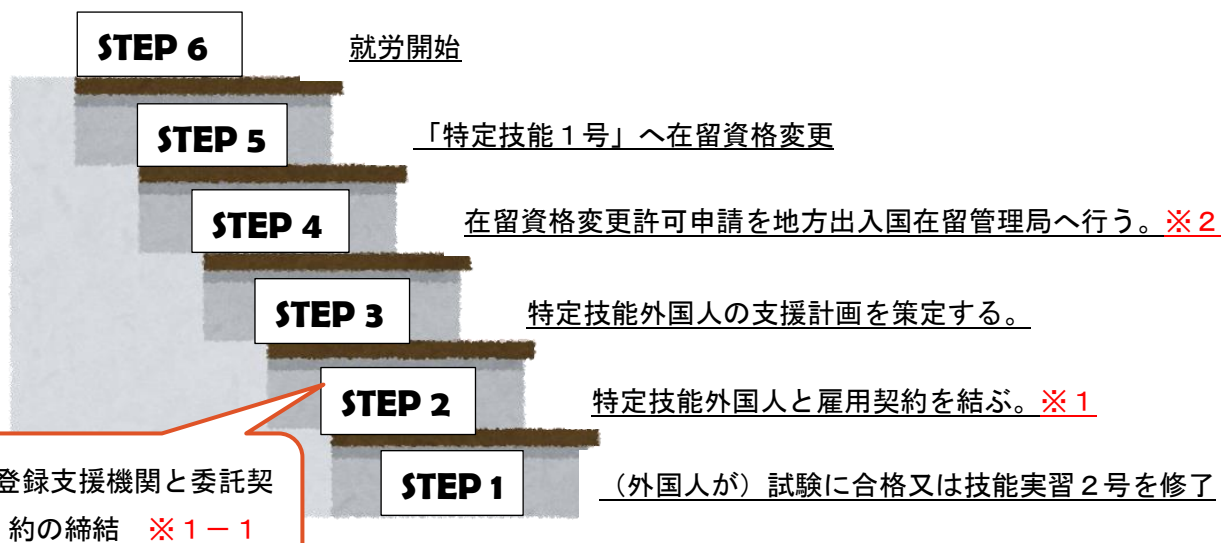 STEP 6 就労開始
STEP 5 「特定技能１号」へ在留資格変更
STEP 4 在留資格変更許可申請を地方出入国在留管理局へ行う。※２
STEP 3 特定技能外国人の支援計画を策定する。
STEP 2 特定技能外国人と雇用契約を結ぶ。※１
登録支援機関と委託契
約の締結 ※１－１
STEP 1 （外国人が）試験に合格又は技能実習２号を修了